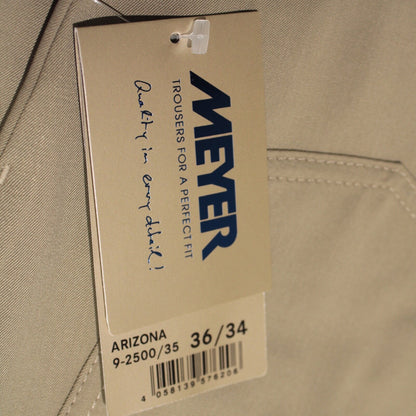 MEYER
TROUSERS FOR A PERFECT FIT
Quality in every detail!
ARIZONA
9-2500/35 36/34
4 058139 576206